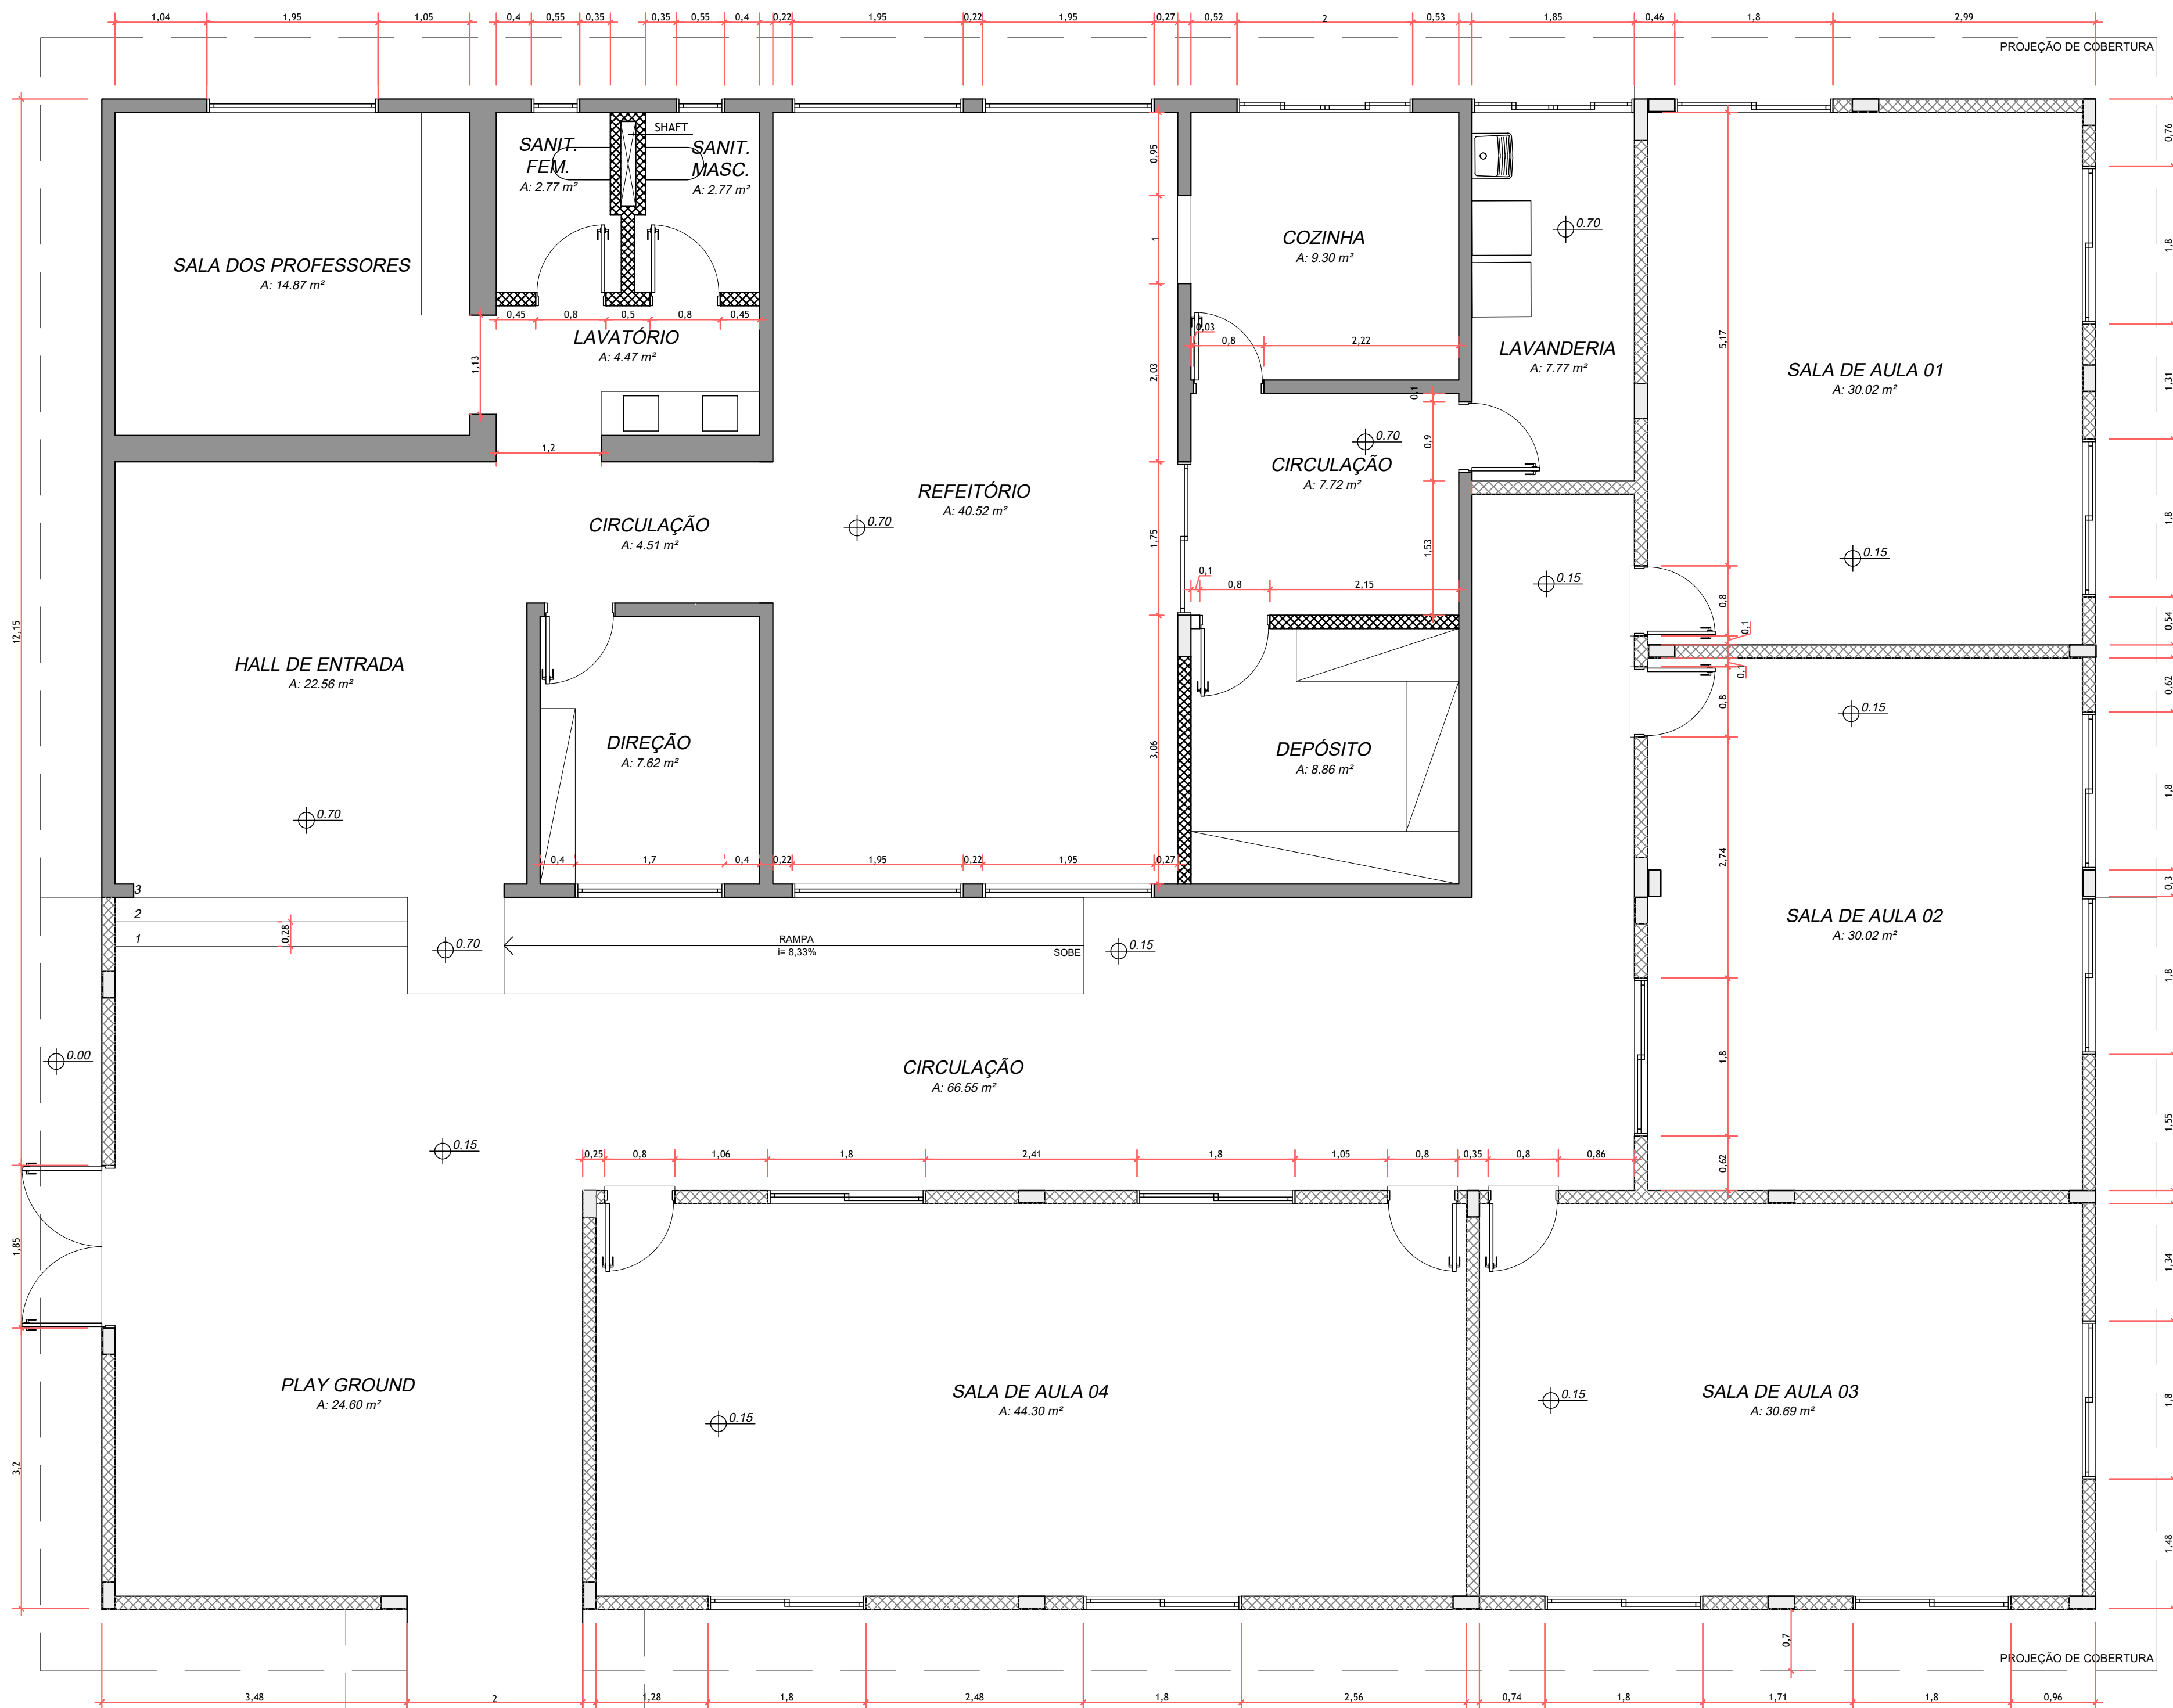 1,04 1,95 1,05 0,4 0,55 0,35 0,35 0,55 0,4 0,22 1,95 0,22 1,95 0,27 0,52 2 0,53 1,85 0,46 1,8 2,99
PROJEÇÃO DE COBERTURA
SHAFT
SANIT.
FEM.
A: 2.77 m²
SANIT.
MASC.
A: 2.77 m²
0,95
0,76
1
1,8
0.70
COZINHA
A: 9.30 m²
SALA DOS PROFESSORES
A: 14.87 m²
0,45 0,8 0,5 0,8 0,45
LAVATÓRIO
A: 4.47 m²
1,13
0,03
0,8 2,22
2,03
LAVANDERIA
A: 7.77 m²
5,17
SALA DE AULA 01
A: 30.02 m²
1,31
0,1
1,2
0,9
0.70
CIRCULAÇÃO
A: 7.72 m²
REFEITÓRIO
A: 40.52 m²
0.70
CIRCULAÇÃO
A: 4.51 m²
1,75
1,53
1,8
0.15
0,1
0,8 2,15
0.15
0,8
0,1
0,54
12,15
HALL DE ENTRADA
A: 22.56 m²
0,1
0,8
0,62
0.15
DIREÇÃO
A: 7.62 m²
3,06
DEPÓSITO
A: 8.86 m²
0.70
1,8
2,74
0,4 1,7 0,4 0,22 1,95 0,22 1,95 0,27
0,3
3
2
1
0,28
0.70
RAMPA
i= 8,33%
SOBE
0.15
SALA DE AULA 02
A: 30.02 m²
1,8
0.00
CIRCULAÇÃO
A: 66.55 m²
1,8
0.15
1,55
0,25 0,8 1,06 1,8 2,41 1,8 1,05 0,8 0,35 0,8 0,86
0,62
1,85
1,34
PLAY GROUND
A: 24.60 m²
SALA DE AULA 04
A: 44.30 m²
0.15
SALA DE AULA 03
A: 30.69 m²
0.15
1,8
3,2
1,48
0,7
PROJEÇÃO DE COBERTURA
3,48 2 1,28 1,8 2,48 1,8 2,56 0,74 1,8 1,71 1,8 0,96